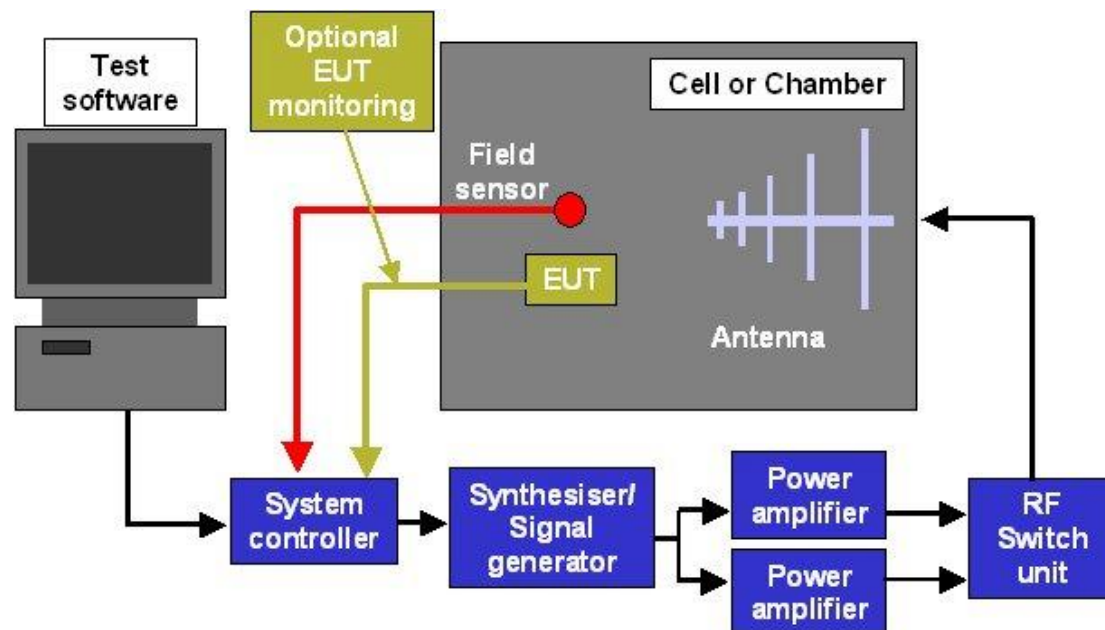 Test
software
Optional
EUT
monitoring
Cell or Chamber
Field
sensor
EUT
Antenna
System
controller
Synthesiser/
Signal
generator
Power
amplifier
Power
amplifier
RF
Switch
unit